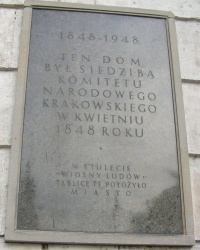 1848-1948
TEN DOM
BYŁ SIEDZIBĄ
KOMITETU
NARODOWEGO
KRAKOWSKIEGO
W KWIETNIU
1848 ROKU
W STULECIE
»WIOSNY LUDÓW«
TABLICĘ TĘ POŁOŻYŁO
MIASTO